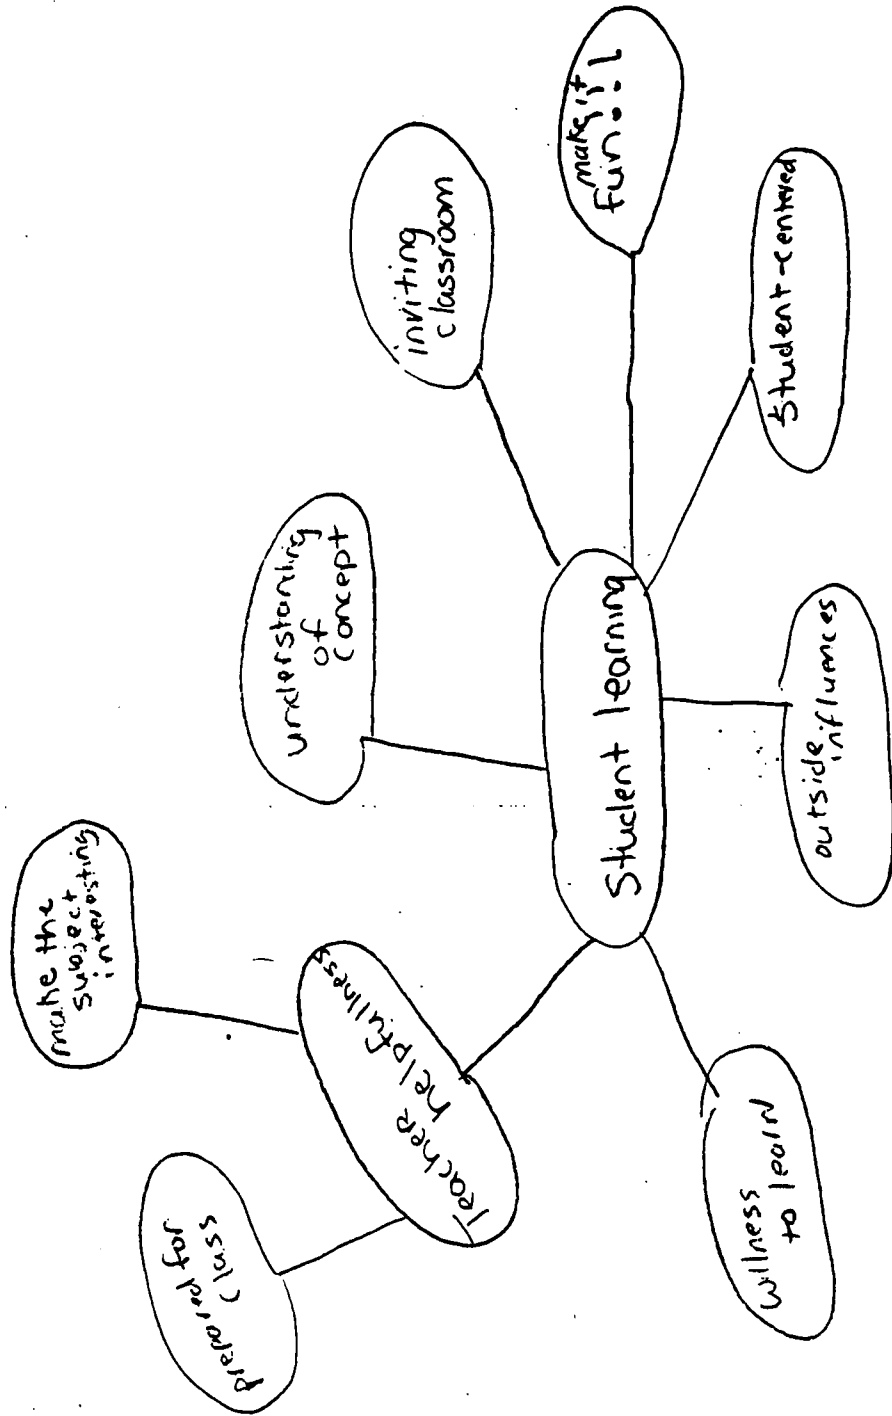 make the
subject
interesting
prepared for
class
Teacher helpfullness
understanding
of
concept
inviting
classroom
make it
fun...!
Student learning
willness
to learn
outside
influences
Student-centered